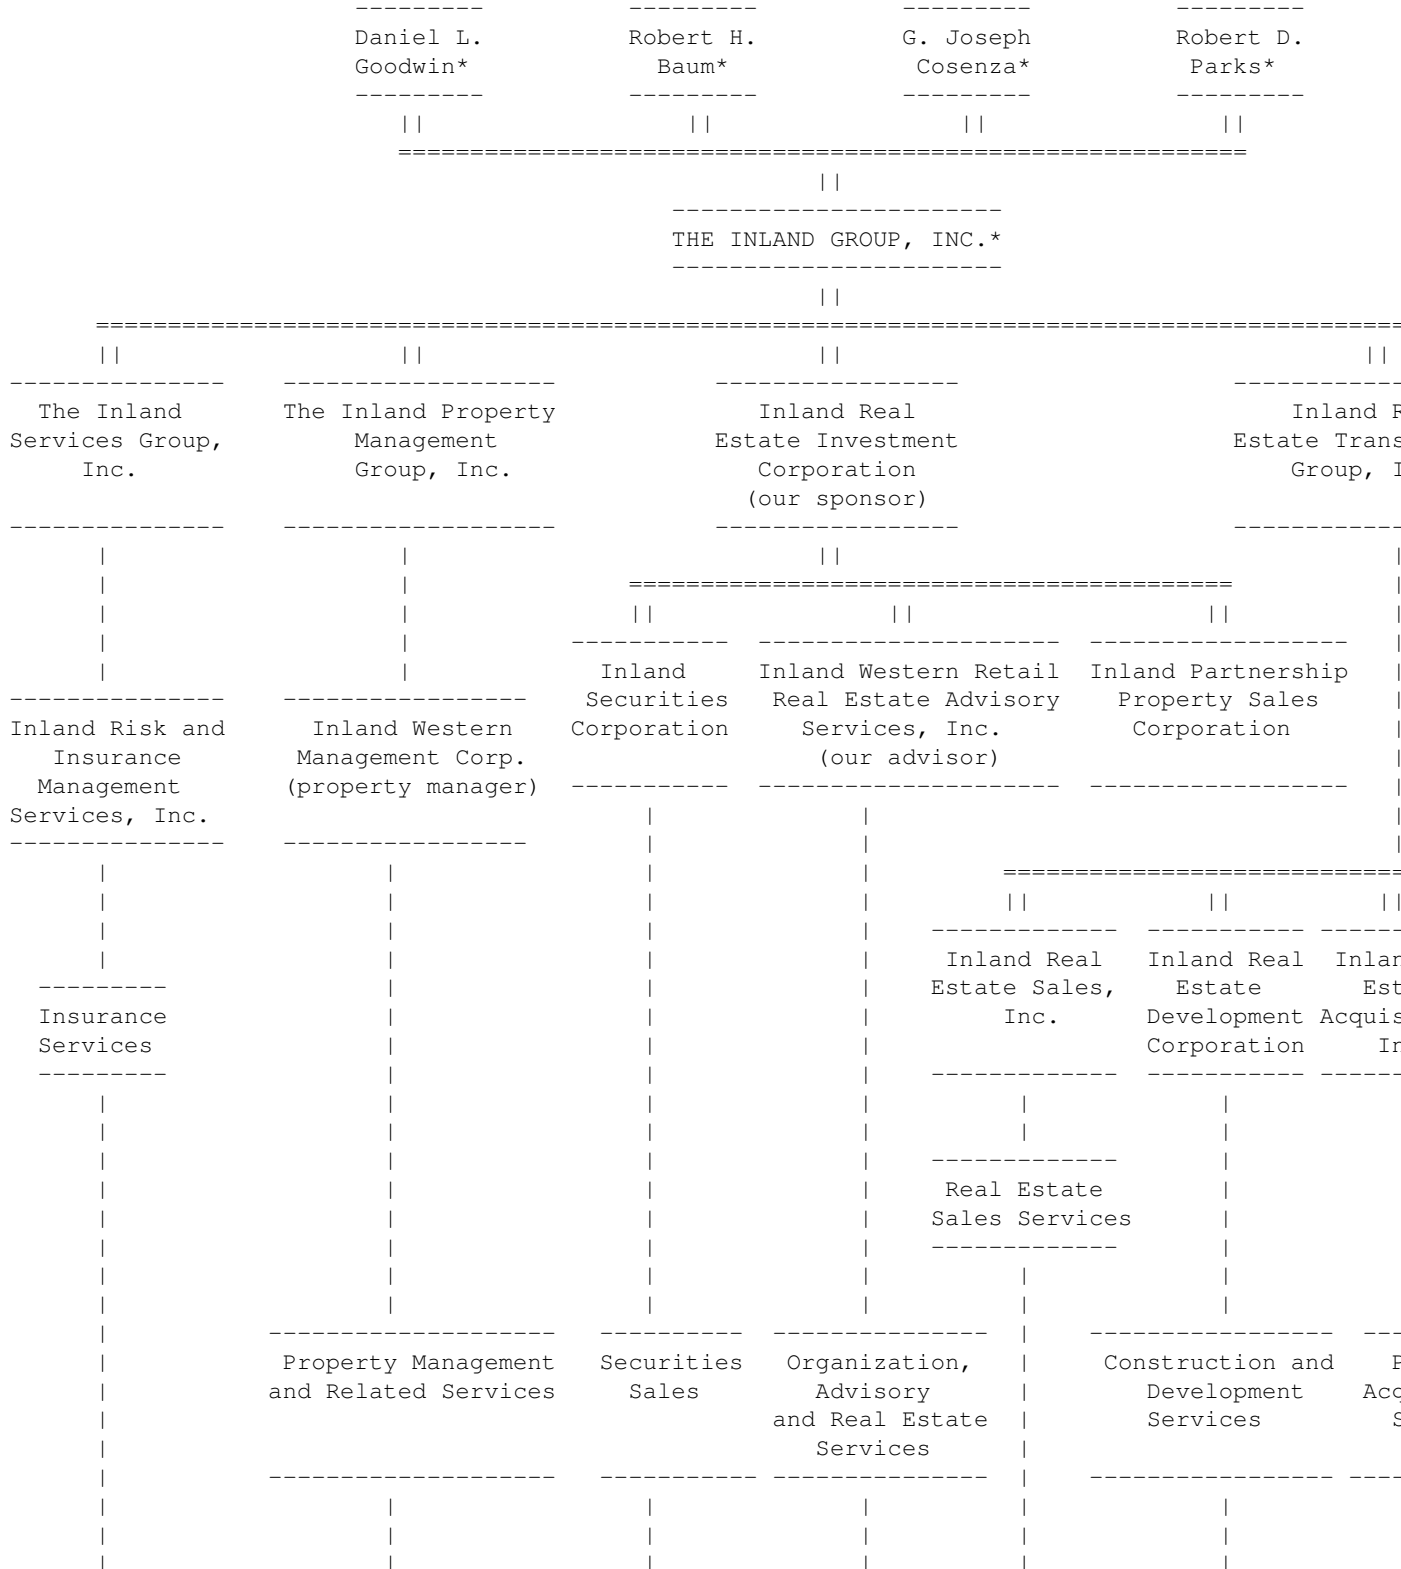 Daniel L. Robert H. G. Joseph Robert D.
Goodwin* Baum* Cosenza* Parks*
THE INLAND GROUP, INC.*
The Inland The Inland Property Inland Real Inland
Services Group, Management Estate Investment Estate
Inc. Group, Inc. Corporation Group,
(our sponsor)
Inland Inland Western Retail Inland Partnership
Securities Real Estate Advisory Property Sales
Inland Risk and Inland Western Corporation Services, Inc. Corporation
Insurance Management Corp. (our advisor)
Management (property manager)
Services, Inc.
Inland Real Inland Real
Estate Sales, Estate
Insurance Inc. Development
Services Corporation
Real Estate
Sales Services
Property Management Securities Organization, Construction and
and Related Services Sales Advisory Development
and Real Estate Services
Services